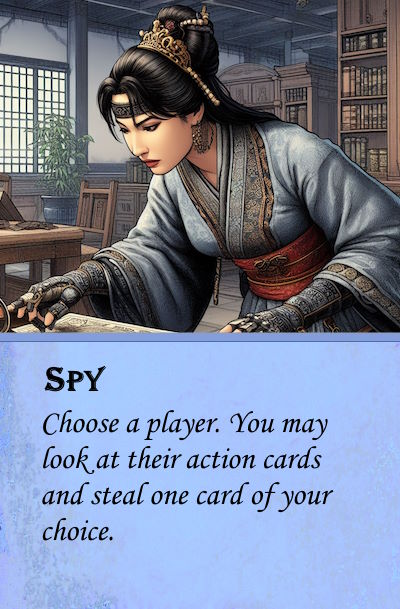 Spy
Choose a player. You may
look at their action cards
and steal one card of your
choice.